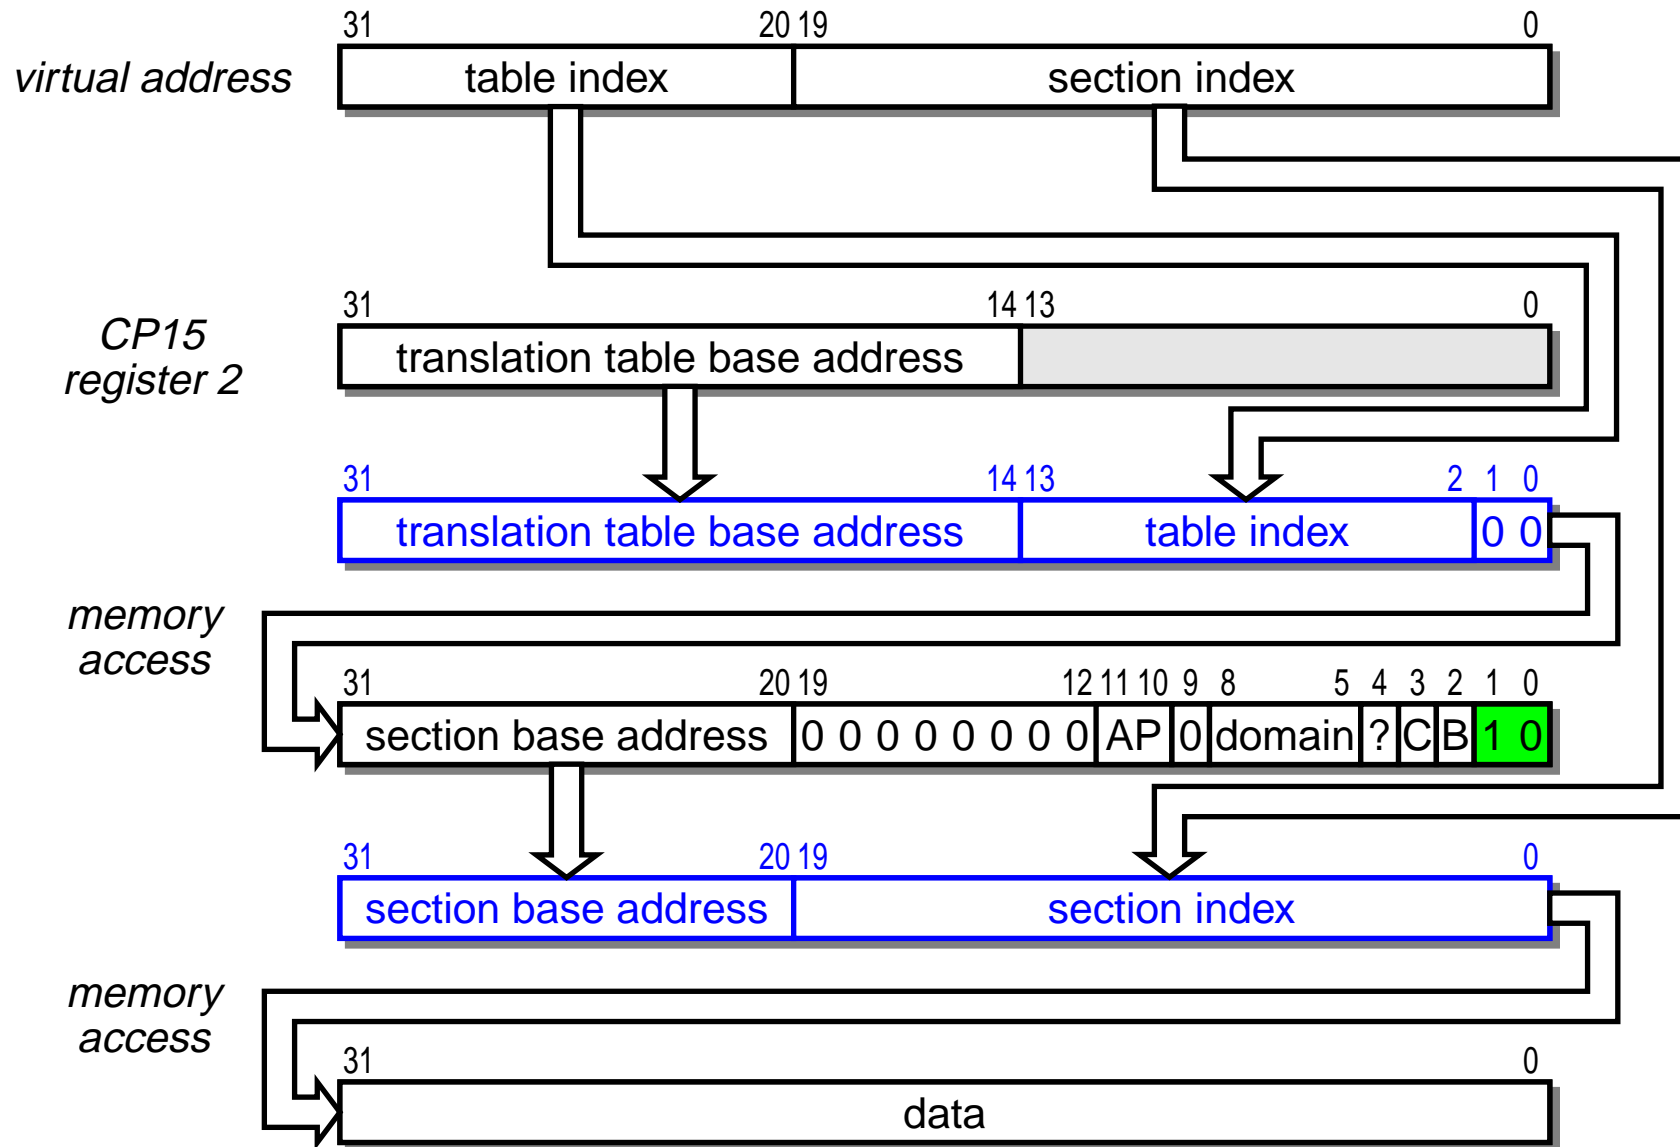 31 20 19 0
virtual address table index section index
31 14 13 0
CP15
register 2
translation table base address
31 14 13 2 1 0
translation table base address table index 0 0
memory
access
31 20 19 12 11 10 9 8 5 4 3 2 1 0
section base address 0 0 0 0 0 0 0 0 AP 0 domain ? C B 1 0
31 20 19 0
section base address section index
memory
access
31 0
data